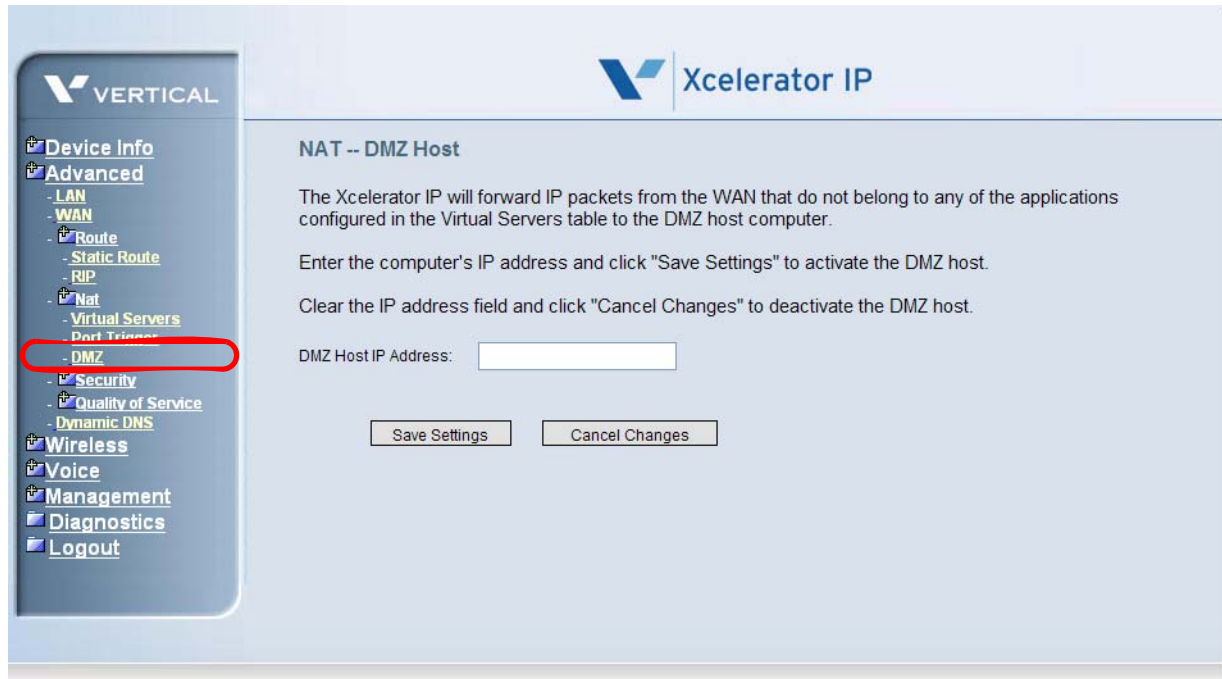 VERTICAL
Xcelerator IP
Device Info
Advanced
- LAN
- WAN
- Route
- Static Route
- RIP
- Nat
- Virtual Servers
- Port Trigger
- DMZ
- Security
- Quality of Service
- Dynamic DNS
Wireless
Voice
Management
Diagnostics
Logout
NAT -- DMZ Host
The Xcelerator IP will forward IP packets from the WAN that do not belong to any of the applications
configured in the Virtual Servers table to the DMZ host computer.
Enter the computer's IP address and click "Save Settings" to activate the DMZ host.
Clear the IP address field and click "Cancel Changes" to deactivate the DMZ host.
DMZ Host IP Address:
Save Settings
Cancel Changes